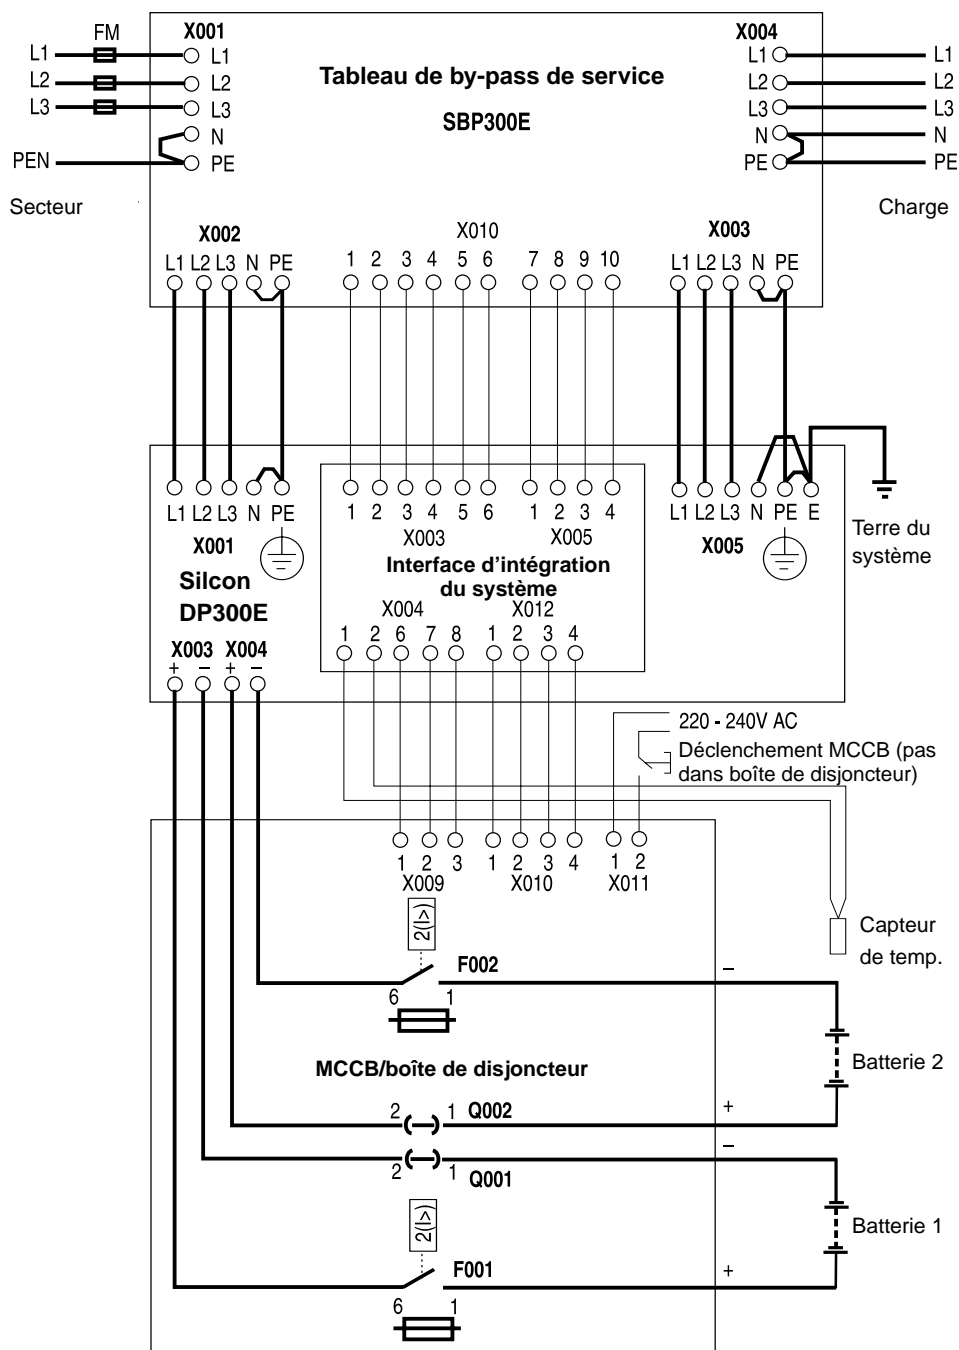 FM X001 X004
L1 L1 L1 L1
L2 Tableau de by-pass de service L2 L2
L2
L3 L3 SBP300E L3 L3
N N N
PEN PE PE PE
Secteur Charge
X002 X010 X003
L1 L2 L3 N PE 1 2 3 4 5 6 7 8 9 10 L1 L2 L3 N PE
L1 L2 L3 N PE 1 2 3 4 5 6 1 2 3 4 L1 L2 L3 N PE E
X001 X003 X005 X005
Terre du
système
Interface d’intégration
du système
Silcon
DP300E
X004 X012
1 2 6 7 8 1 2 3 4
X003 X004
+ – + –
220 - 240V AC
Déclenchement MCCB (pas
dans boîte de disjoncteur)
1 2 3 1 2 3 4 1 2
X009 X010 X011
2(I>)
Capteur
de temp.
F002 –
6 1
MCCB/boîte de disjoncteur
Batterie 2
2 1 Q002 +
2 1 Q001 –
2(I>)
Batterie 1
F001 +
6 1